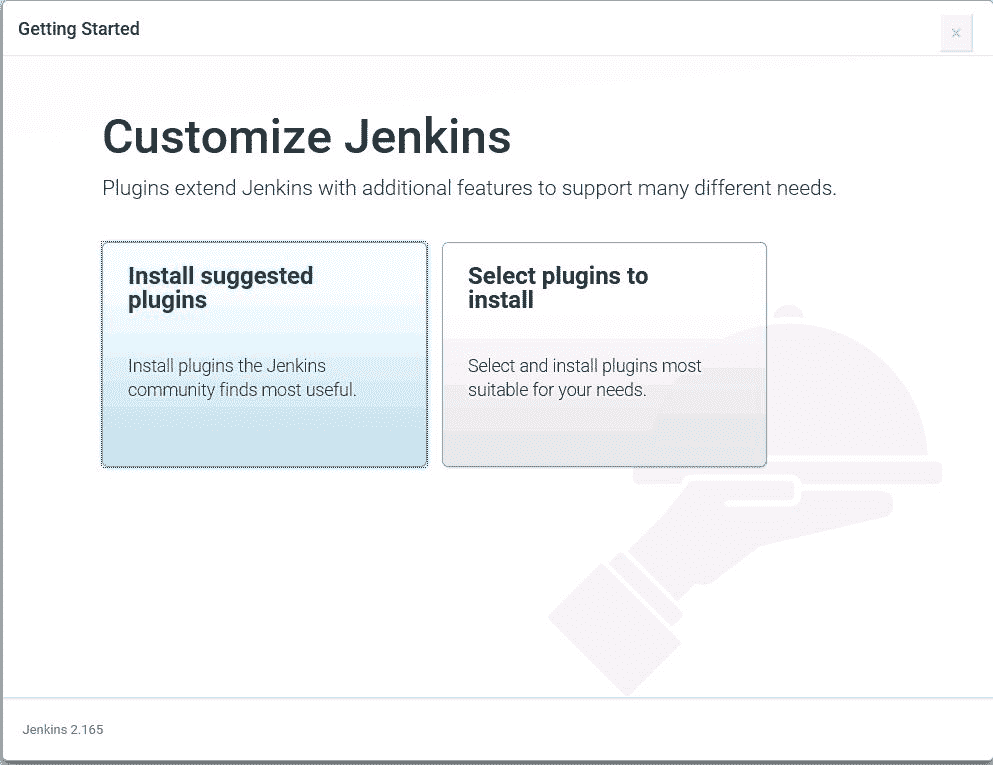 Getting Started
×
Customize Jenkins
Plugins extend Jenkins with additional features to support many different needs.
Install suggested
plugins
Install plugins the Jenkins
community finds most useful.
Select plugins to
install
Select and install plugins most
suitable for your needs.
Jenkins 2.165